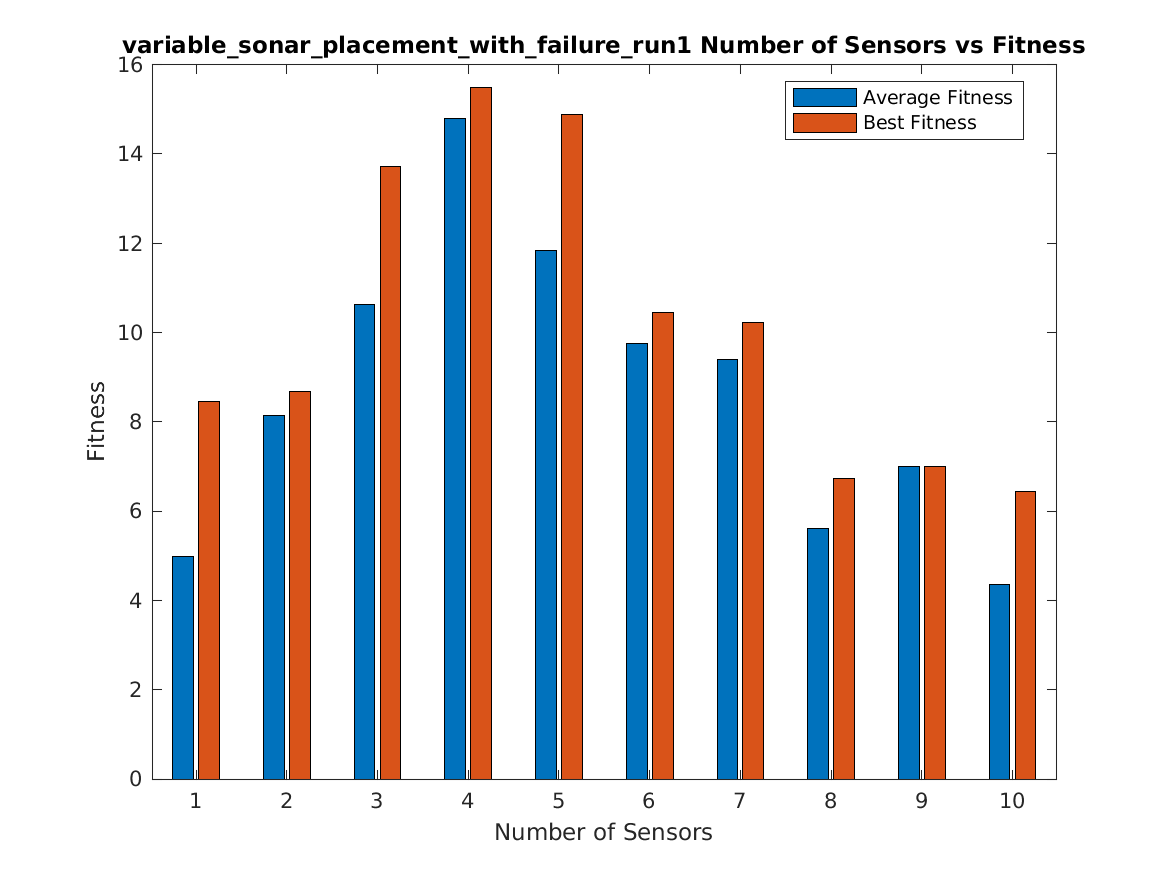 variable_sonar_placement_with_failure_run1 Number of Sensors vs Fitness
16
14
12
10
8
6
4
2
0
Fitness
Average Fitness
Best Fitness
1 2 3 4 5 6 7 8 9 10
Number of Sensors